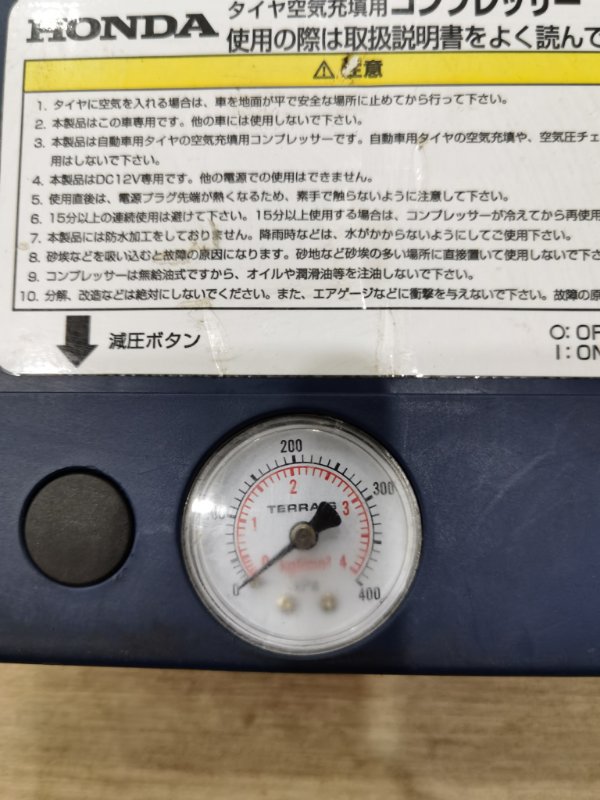 HONDA
タイヤ空気充填用コンプレッサー
使用の際は取扱説明書をよく読んで
⚠注意
1. タイヤに空気を入れる場合は、車を地面が平で安全な場所に止めてから行って下さい。
2. 本製品はこの車専用です。他の車には使用しないで下さい。
3. 本製品は自動車用タイヤの空気充填用コンプレッサーです。自動車用タイヤの空気充填や、空気圧チェ
用はしないで下さい。
4. 本製品はDC12V専用です。他の電源での使用はできません。
5. 使用直後は、電源プラグ先端が熱くなるため、素手で触らないように注意して下さい。
6. 15分以上の連続使用は避けて下さい。15分以上使用する場合は、コンプレッサーが冷えてから再使用
7. 本製品には防水加工をしておりません。降雨時などは、水がかからないようにしてご使用下さい。
8. 砂埃などを吸い込むと故障の原因になります。砂地など砂埃の多い場所に直接置いて使用しないで下さ
9. コンプレッサーは無給油式ですから、オイルや潤滑油等を注油しないで下さい。
10. 分解、改造などは絶対にしないでください。また、エアゲージなどに衝撃を与えないで下さい。故障の原
減圧ボタン
O:OF
I:ON
200
2
300
1
3
TERRA-S
0
kgf/cm²
4
0
400